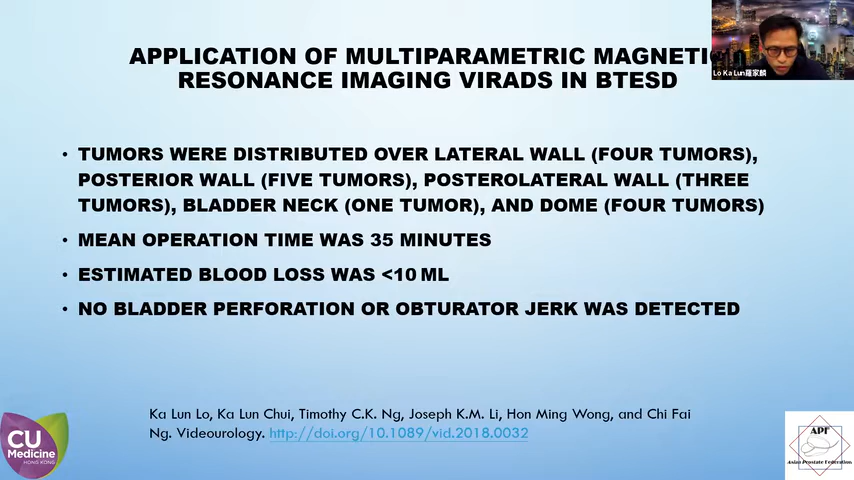 APPLICATION OF MULTIPARAMETRIC MAGNETIC
RESONANCE IMAGING VIRADS IN BTESD
Lo Ka Lun羅家麟
• TUMORS WERE DISTRIBUTED OVER LATERAL WALL (FOUR TUMORS),
POSTERIOR WALL (FIVE TUMORS), POSTEROLATERAL WALL (THREE
TUMORS), BLADDER NECK (ONE TUMOR), AND DOME (FOUR TUMORS)
• MEAN OPERATION TIME WAS 35 MINUTES
• ESTIMATED BLOOD LOSS WAS <10 ML
• NO BLADDER PERFORATION OR OBTURATOR JERK WAS DETECTED
Ka Lun Lo, Ka Lun Chui, Timothy C.K. Ng, Joseph K.M. Li, Hon Ming Wong, and Chi Fai
Ng. Videourology. http://doi.org/10.1089/vid.2018.0032
CU
Medicine
HONG KONG
APF
Asian Prostate Federation